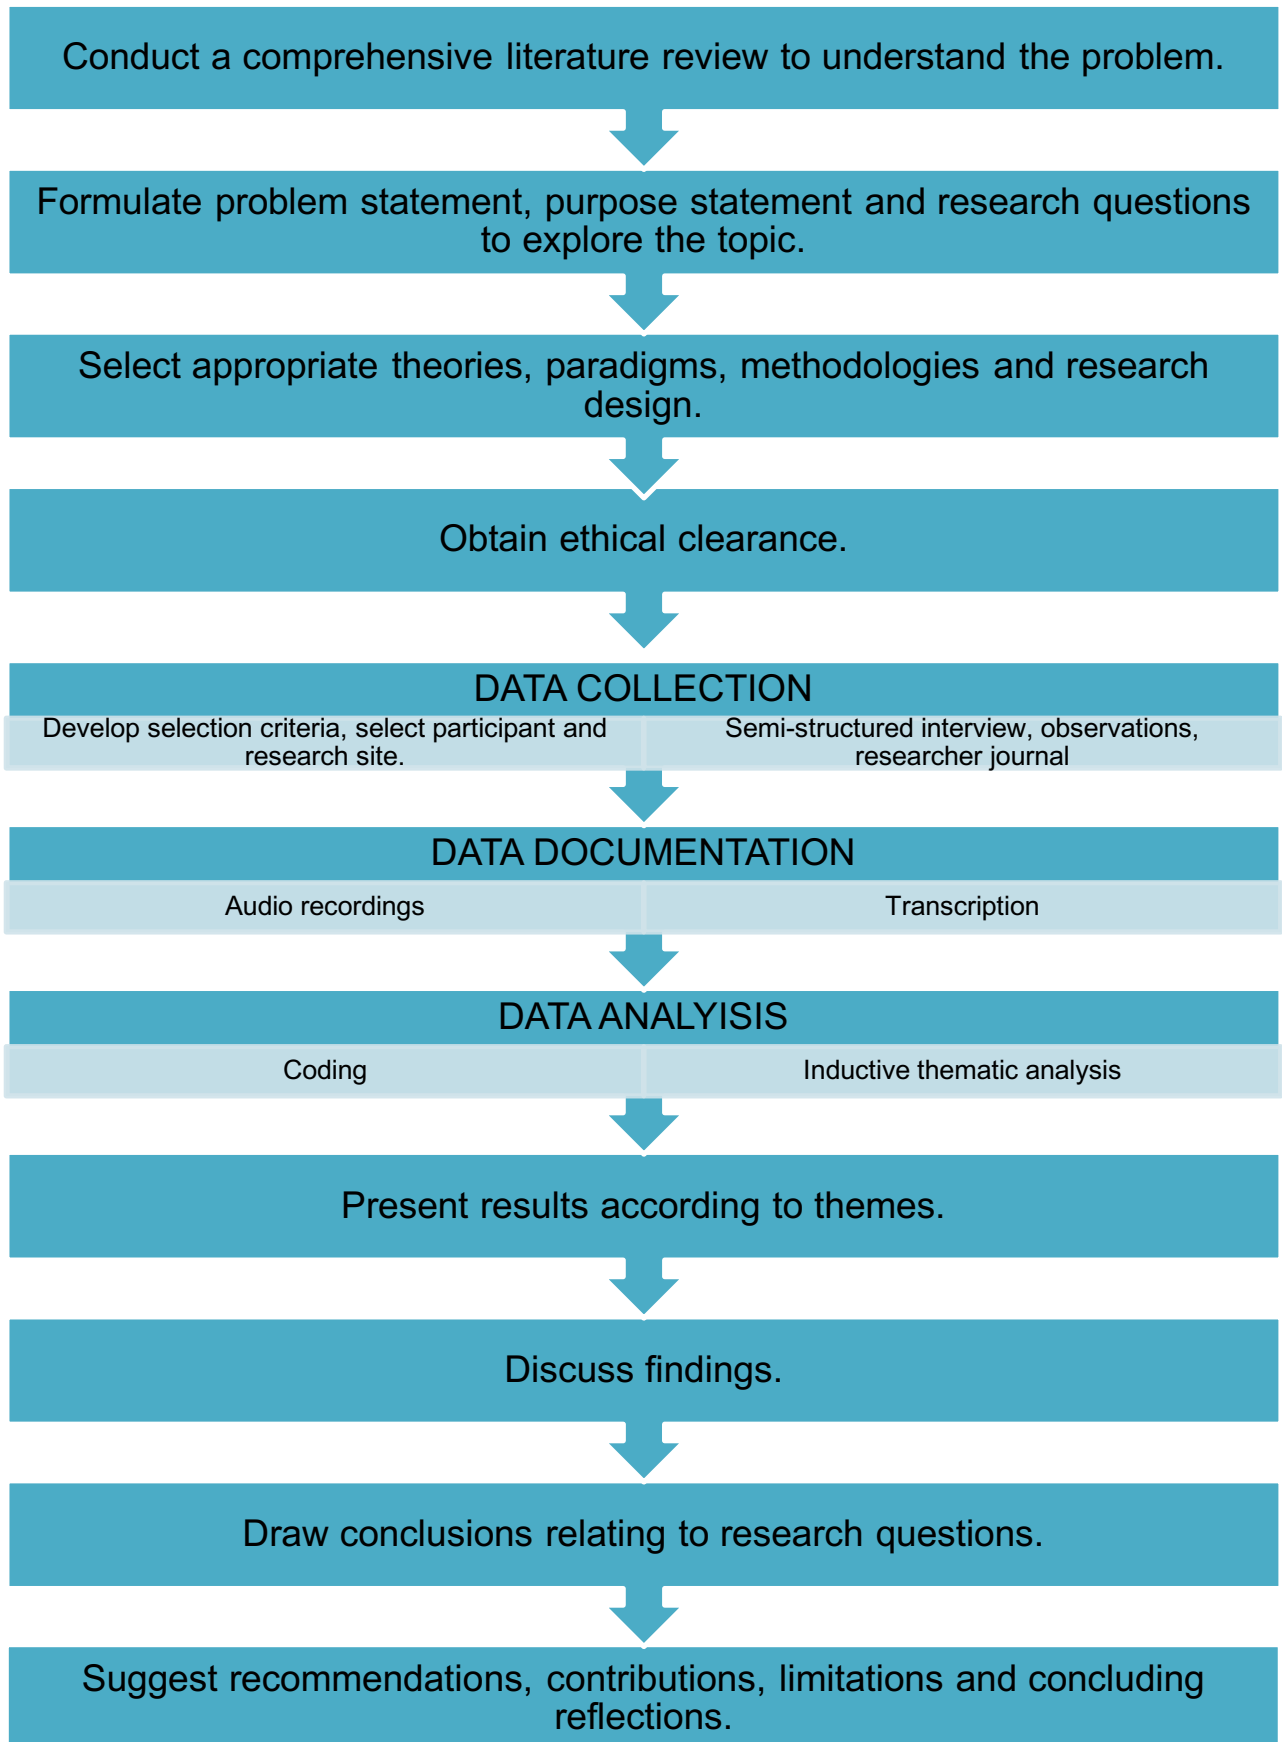 Conduct a comprehensive literature review to understand the problem.
Formulate problem statement, purpose statement and research questions
to explore the topic.
Select appropriate theories, paradigms, methodologies and research
design.
Obtain ethical clearance.
DATA COLLECTION
Develop selection criteria, select participant and
research site.
Semi-structured interview, observations,
researcher journal
DATA DOCUMENTATION
Audio recordings
Transcription
DATA ANALYISIS
Coding
Inductive thematic analysis
Present results according to themes.
Discuss findings.
Draw conclusions relating to research questions.
Suggest recommendations, contributions, limitations and concluding
reflections.